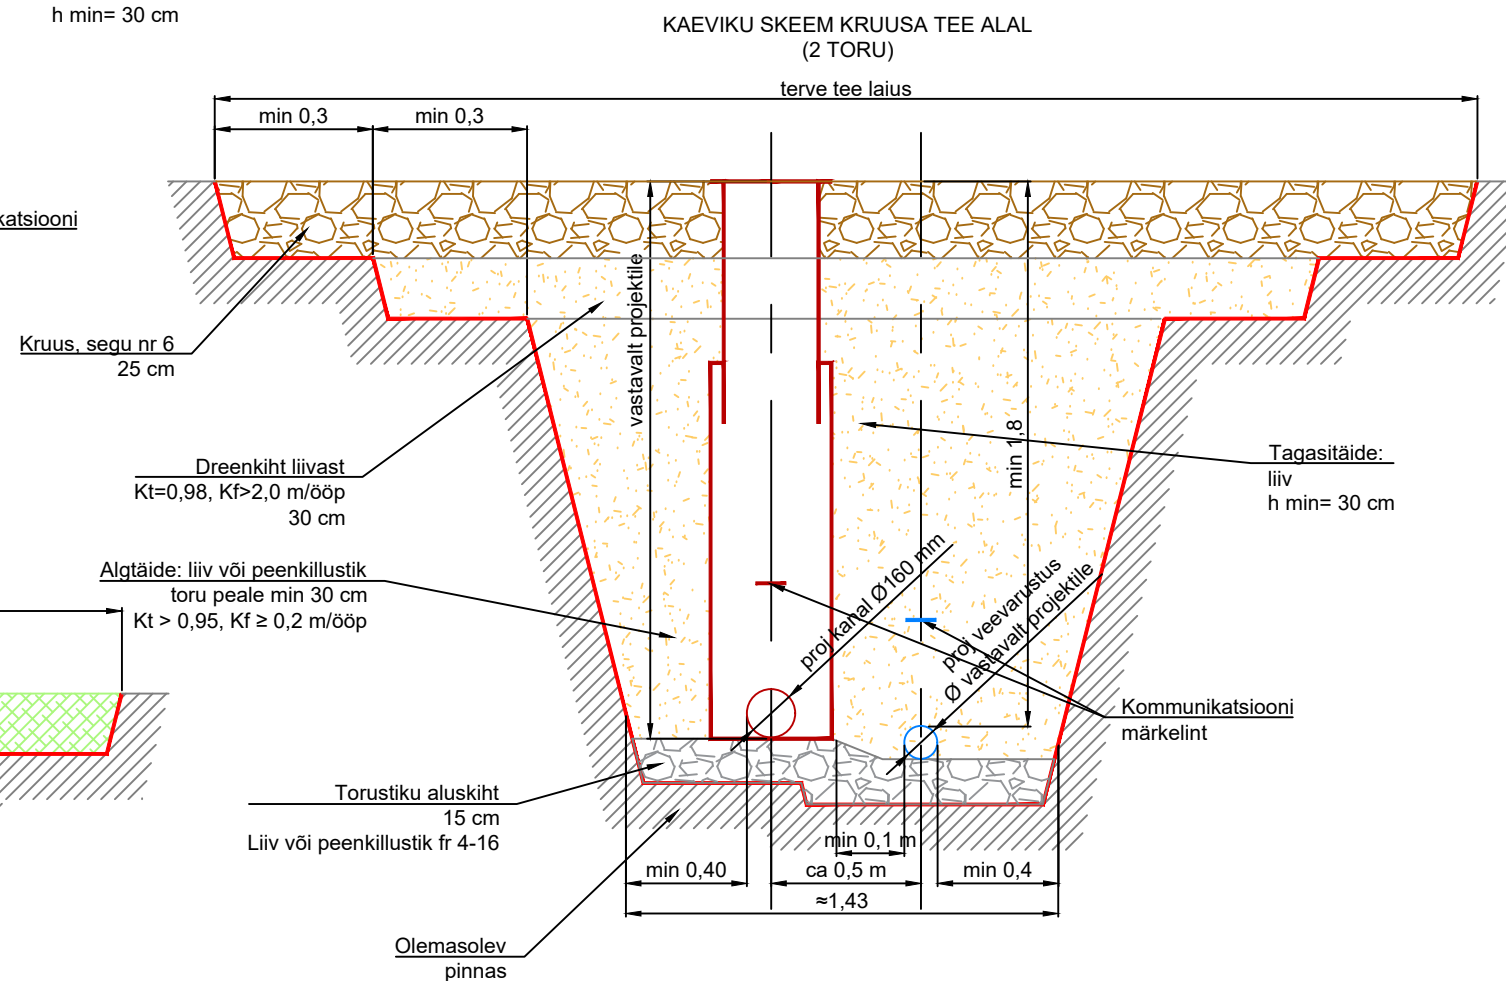 h min= 30 cm
KAEVIKU SKEEM KRUUSA TEE ALAL
(2 TORU)
terve tee laius
min 0,3
min 0,3
katsiooni
Kruus, segu nr 6
25 cm
vastavalt projektile
min 1,8
Dreenkiht liivast
Kt=0,98, Kf>2,0 m/ööp
30 cm
Tagasitäide:
liiv
h min= 30 cm
Algtäide: liiv või peenkillustik
toru peale min 30 cm
Kt > 0,95, Kf ≥ 0,2 m/ööp
proj kanal Ø160 mm
proj veevarustus
Ø vastavalt projektile
Kommunikatsiooni
märkelint
Torustiku aluskiht
15 cm
Liiv või peenkillustik fr 4-16
min 0,1 m
min 0,40
ca 0,5 m
min 0,4
≈1,43
Olemasolev
pinnas